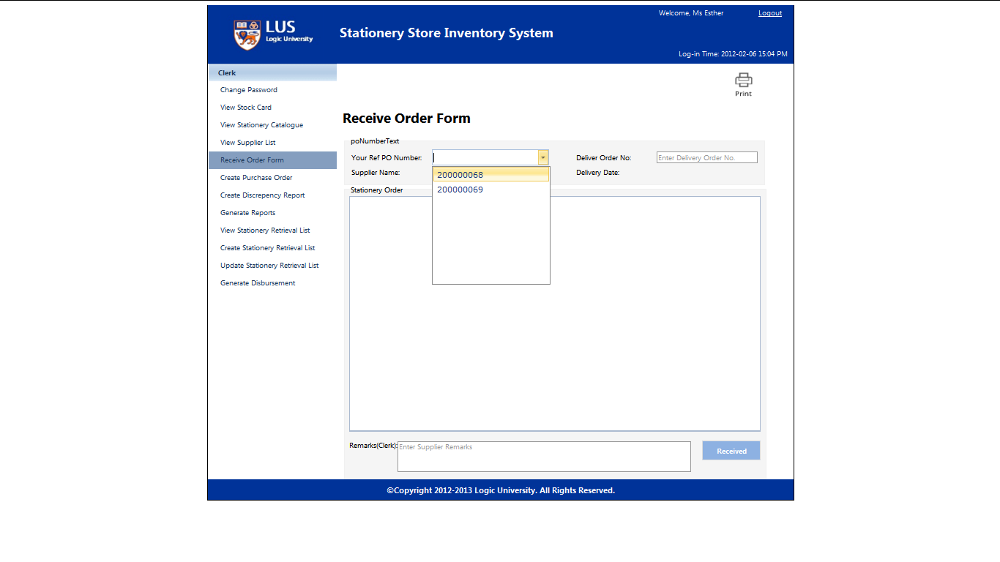 Welcome, Ms Esther
Logout
LUS
Logic University
Stationery Store Inventory System
Log-in Time: 2012-02-06 15:04 PM
Clerk
Change Password
View Stock Card
View Stationery Catalogue
View Supplier List
Receive Order Form
Create Purchase Order
Create Discrepency Report
Generate Reports
View Stationery Retrieval List
Create Stationery Retrieval List
Update Stationery Retrieval List
Generate Disbursement
Print
Receive Order Form
poNumberText
Your Ref PO Number:
Deliver Order No:
Enter Delivery Order No.
Supplier Name:
Delivery Date:
200000068
200000069
Stationery Order
Remarks(Clerk):
Enter Supplier Remarks
Received
©Copyright 2012-2013 Logic University. All Rights Reserved.